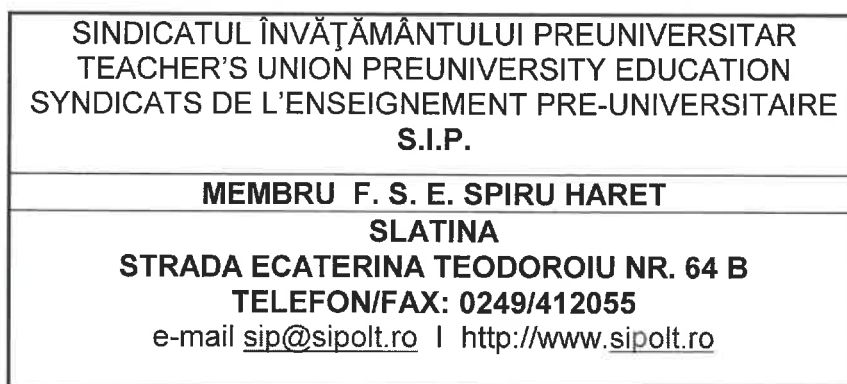 SINDICATUL ÎNVĂŢĂMÂNTULUI PREUNIVERSITAR
TEACHER'S UNION PREUNIVERSITY EDUCATION
SYNDICATS DE L'ENSEIGNEMENT PRE-UNIVERSITAIRE
S.I.P.
MEMBRU F. S. E. SPIRU HARET
SLATINA
STRADA ECATERINA TEODOROIU NR. 64 B
TELEFON/FAX: 0249/412055
e-mail sip@sipolt.ro I http://www.sipolt.ro